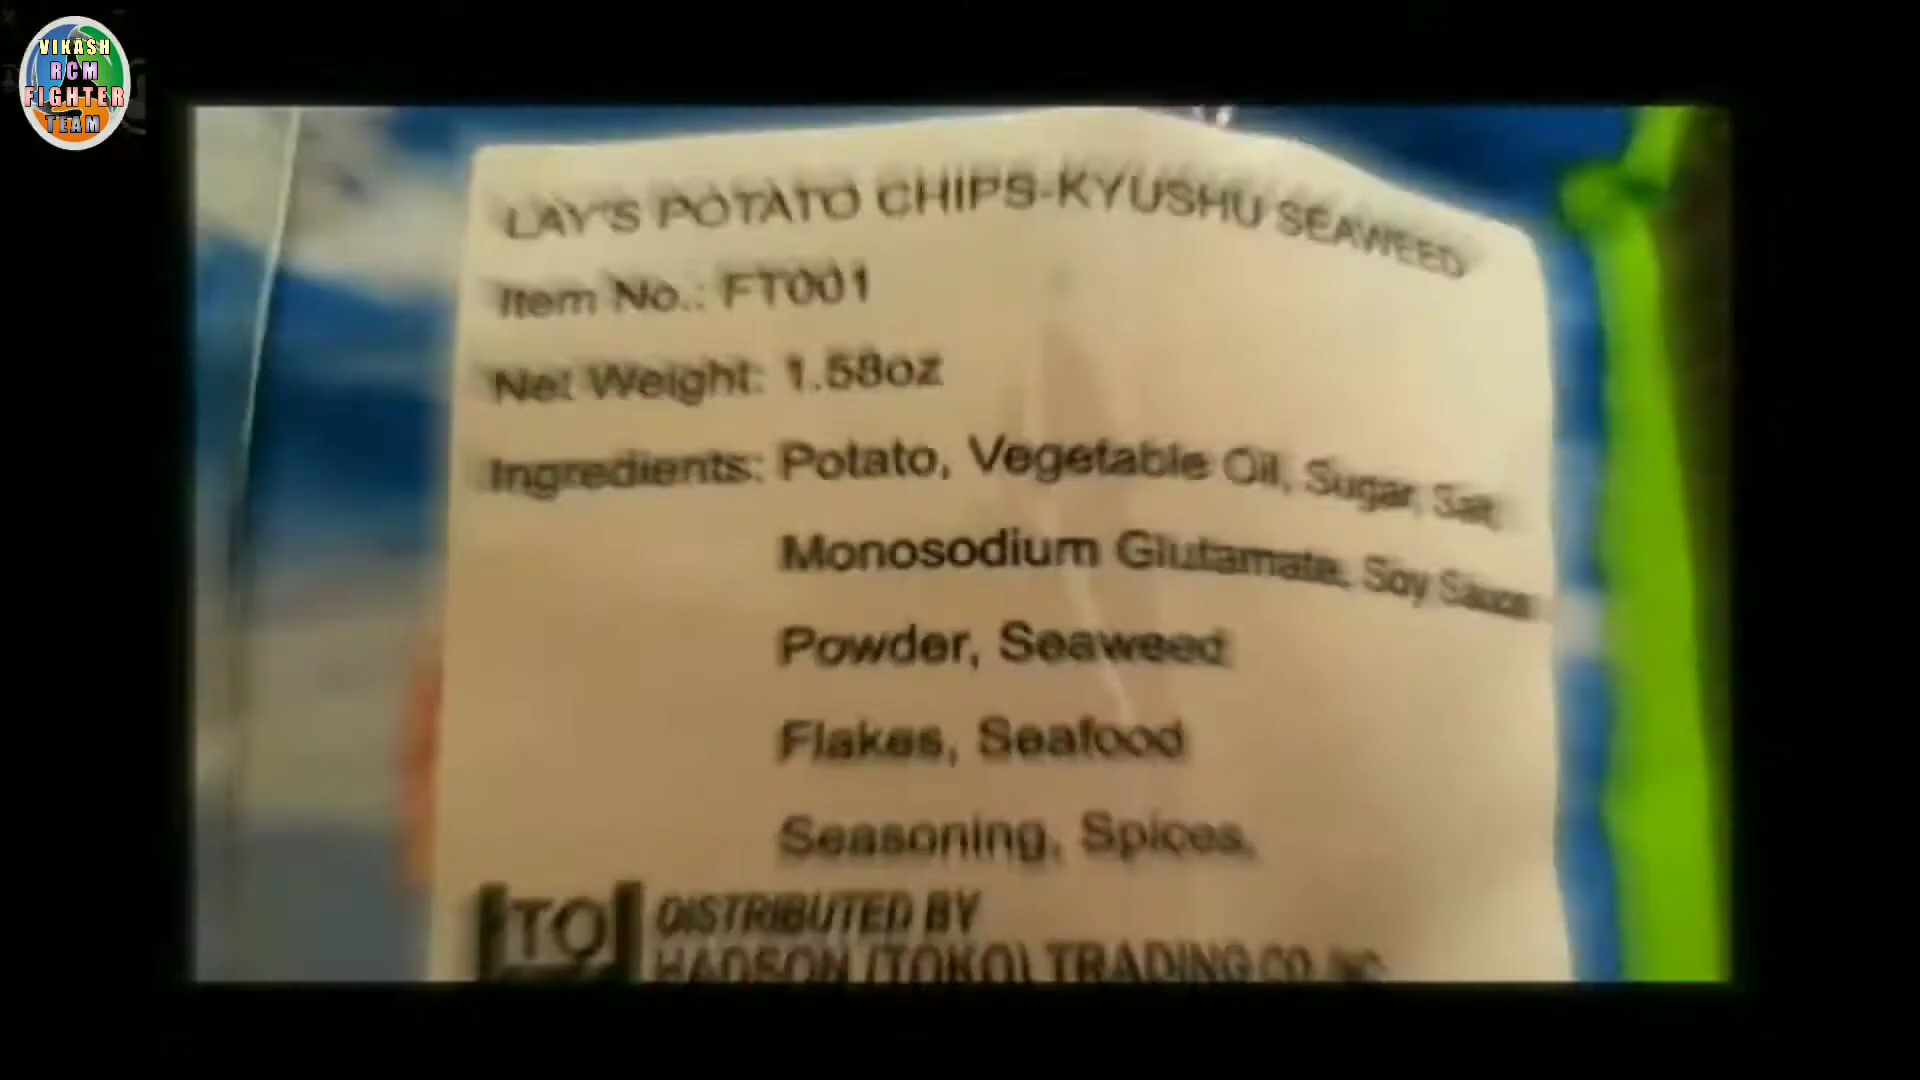 VIKASH
RCM
FIGHTER
TEAM
LAY'S POTATO CHIPS-KYUSHU SEAWEED
Item No.: FT001
Net Weight: 1.58oz
Ingredients: Potato, Vegetable Oil, Sugar, Salt,
Monosodium Glutamate, Soy Sauce
Powder, Seaweed
Flakes, Seafood
Seasoning, Spices.
[TO] DISTRIBUTED BY
HADSON (TOKO) TRADING CO. INC